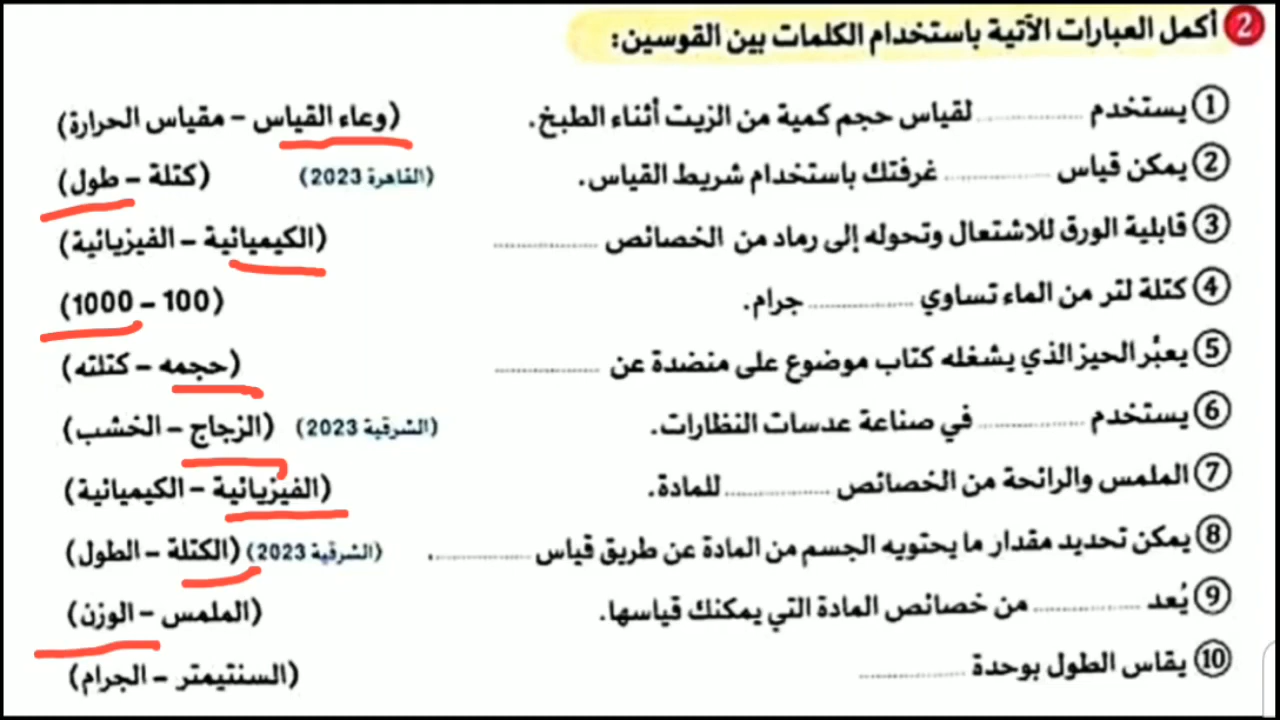 2 أكمل العبارات الآتية باستخدام الكلمات بين القوسين:
① يستخدم ............ لقياس حجم كمية من الزيت أثناء الطبخ. (وعاء القياس – مقياس الحرارة)
② يمكن قياس ............ غرفتك باستخدام شريط القياس. (القاهرة 2023) (كتلة – طول)
③ قابلية الورق للاشتعال وتحوله إلى رماد من الخصائص ............ (الكيميائية – الفيزيائية)
④ كتلة لتر من الماء تساوي ............ جرام. (100 – 1000)
⑤ يعبُّر الحيز الذي يشغله كتاب موضوع على منضدة عن ............ (حجمه – كتلته)
⑥ يستخدم ............ في صناعة عدسات النظارات. (الشرقية 2023) (الزجاج – الخشب)
⑦ الملمس والرائحة من الخصائص ............ للمادة. (الفيزيائية – الكيميائية)
⑧ يمكن تحديد مقدار ما يحتويه الجسم من المادة عن طريق قياس ............. (الشرقية 2023) (الكتلة – الطول)
⑨ يُعد ............ من خصائص المادة التي يمكنك قياسها. (الملمس – الوزن)
⑩ يقاس الطول بوحدة ............ (السنتيمتر – الجرام)